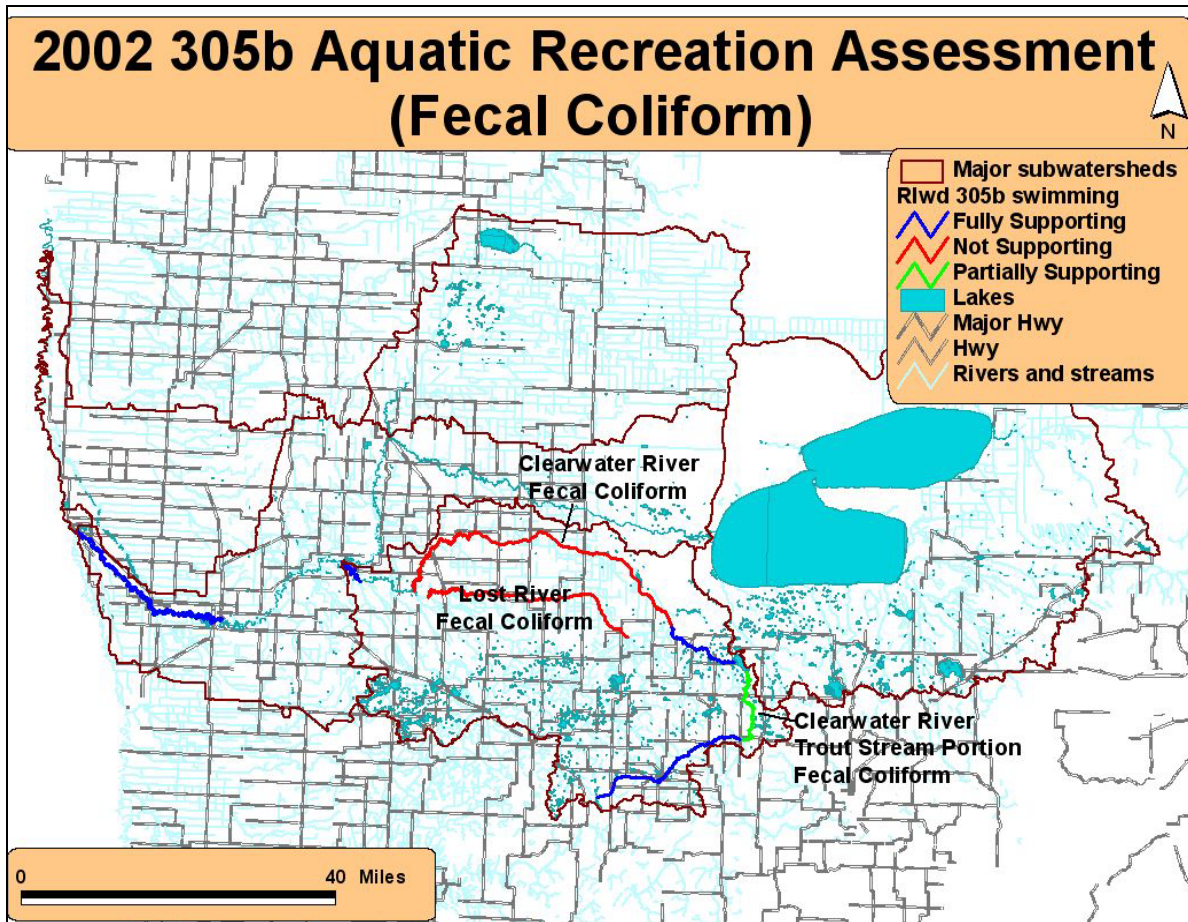 2002 305b Aquatic Recreation Assessment
(Fecal Coliform)
N
Major subwatersheds
Rlwd 305b swimming
Fully Supporting
Not Supporting
Partially Supporting
Lakes
Major Hwy
Hwy
Rivers and streams
Clearwater River
Fecal Coliform
Lost River
Fecal Coliform
Clearwater River
Trout Stream Portion
Fecal Coliform
0 40 Miles